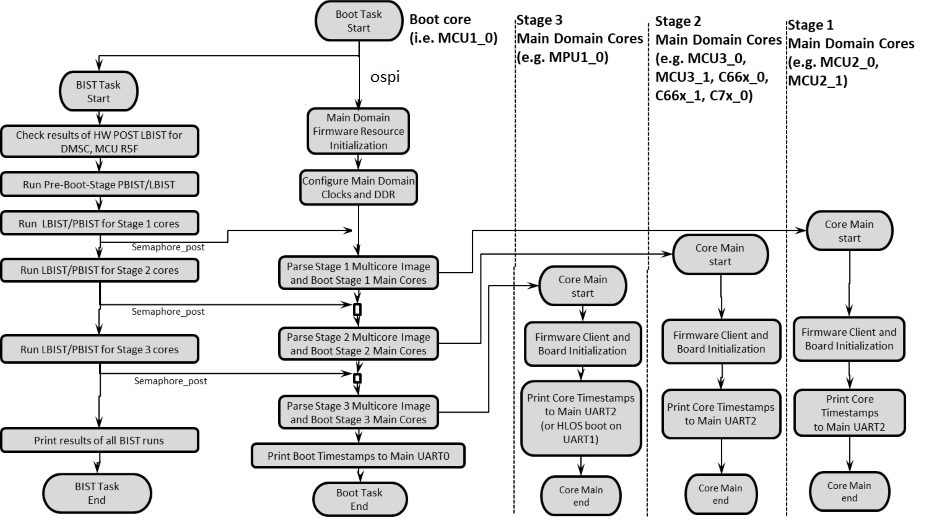 Boot Task
Start
Boot core
(i.e. MCU1_0)
Stage 3
Main Domain Cores
(e.g. MPU1_0)
Stage 2
Main Domain Cores
(e.g. MCU3_0,
MCU3_1, C66x_0,
C66x_1, C7x_0)
Stage 1
Main Domain Cores
(e.g. MCU2_0,
MCU2_1)
BIST Task
Start
Check results of HW POST LBIST for
DMSC, MCU R5F
Run Pre-Boot-Stage PBIST/LBIST
Run LBIST/PBIST for Stage 1 cores
Semaphore_post
Run LBIST/PBIST for Stage 2 cores
Semaphore_post
Run LBIST/PBIST for Stage 3 cores
Semaphore_post
Print results of all BIST runs
BIST Task
End
ospi
Main Domain
Firmware Resource
Initialization
Configure Main Domain
Clocks and DDR
Parse Stage 1 Multicore Image
and Boot Stage 1 Main Cores
Parse Stage 2 Multicore Image
and Boot Stage 2 Main Cores
Parse Stage 3 Multicore Image
and Boot Stage 3 Main Cores
Print Boot Timestamps to Main UART0
Boot Task
End
Core Main
start
Firmware Client and
Board Initialization
Print Core Timestamps
to Main UART2
(or HLOS boot on
UART1)
Core Main
end
Core Main
start
Firmware Client and
Board Initialization
Print Core Timestamps
to Main UART2
Core Main
end
Core Main
start
Firmware Client and
Board Initialization
Print Core
Timestamps
to Main UART2
Core Main
end